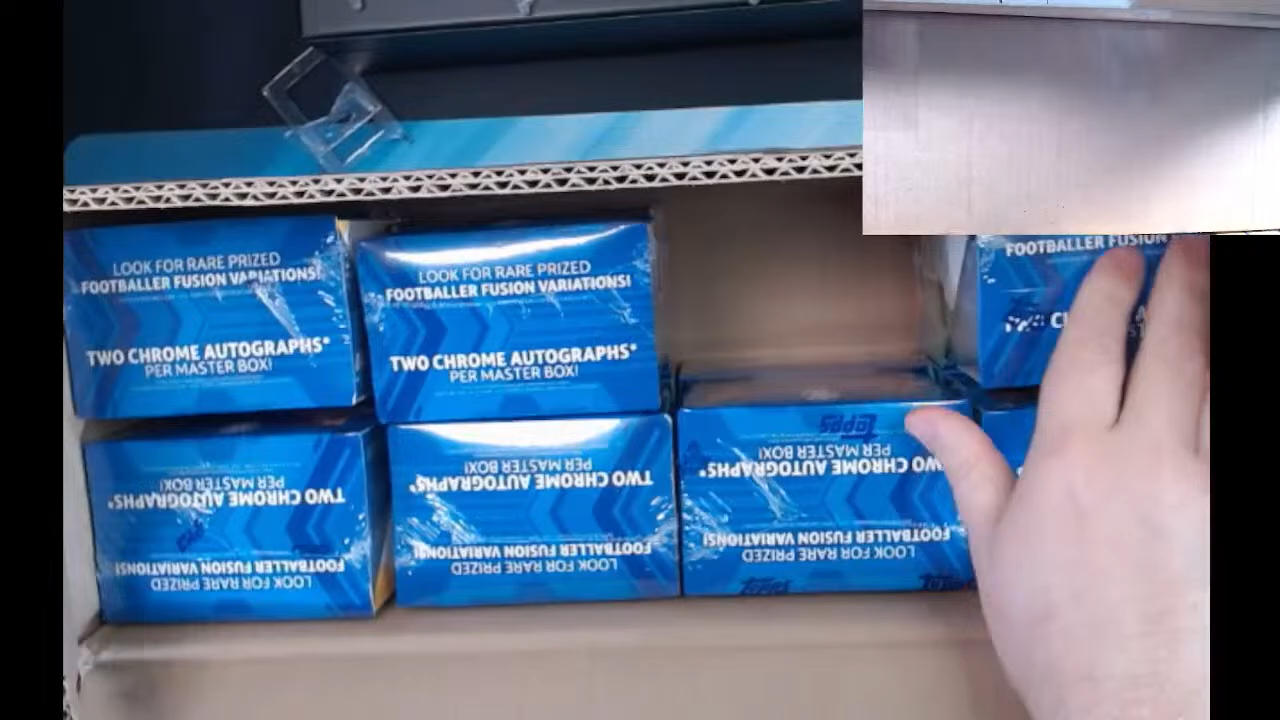 LOOK FOR RARE PRIZED
FOOTBALLER FUSION VARIATIONS!
TWO CHROME AUTOGRAPHS*
PER MASTER BOX!
LOOK FOR RARE PRIZED
FOOTBALLER FUSION VARIATIONS!
TWO CHROME AUTOGRAPHS*
PER MASTER BOX!
FOOTBALLER FUSION
TWO CH
TWO CHROME AUTOGRAPHS*
PER MASTER BOX!
LOOK FOR RARE PRIZED
FOOTBALLER FUSION VARIATIONS!
TWO CHROME AUTOGRAPHS*
PER MASTER BOX!
LOOK FOR RARE PRIZED
FOOTBALLER FUSION VARIATIONS!
Topps
TWO CHROME AUTOGRAPHS*
PER MASTER BOX!
LOOK FOR RARE PRIZED
FOOTBALLER FUSION VARIATIONS!
Topps
Topps